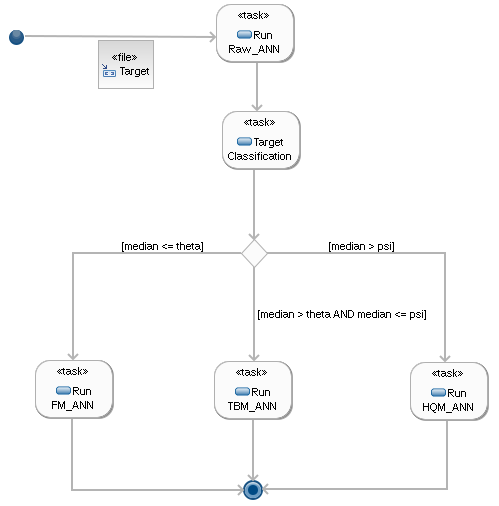 «task»
Run
Raw_ANN
«file»
Target
«task»
Target
Classification
[median <= theta]
[median > psi]
[median > theta AND median <= psi]
«task»
Run
FM_ANN
«task»
Run
TBM_ANN
«task»
Run
HQM_ANN